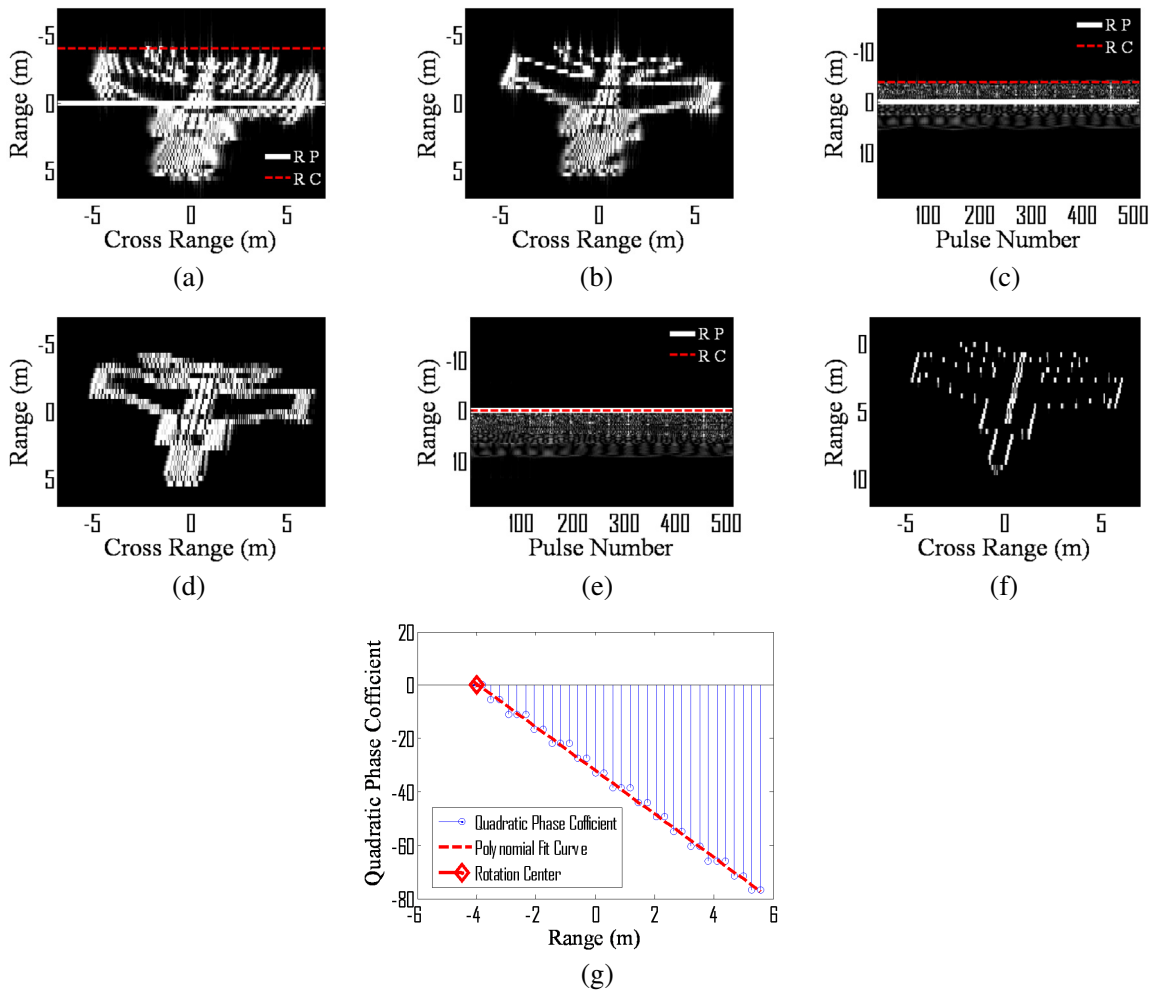 -5
0
5
Range (m)
R P
R C
-5 0 5
Cross Range (m)
(a)
-5
0
5
Range (m)
-5 0 5
Cross Range (m)
(b)
-10
0
10
Range (m)
R P
R C
100 200 300 400 500
Pulse Number
(c)
-5
0
5
Range (m)
-5 0 5
Cross Range (m)
(d)
-10
0
10
Range (m)
R P
R C
100 200 300 400 500
Pulse Number
(e)
0
5
10
Range (m)
-5 0 5
Cross Range (m)
(f)
20
0
-20
-40
-60
-80
Quadratic Phase Cofficient
Quadratic Phase Cofficient
Polynomial Fit Curve
Rotation Center
-6 -4 -2 0 2 4 6
Range (m)
(g)